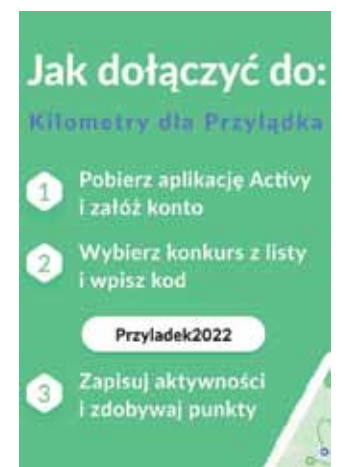 Jak dołączyć do:
Kilometry dla Przylądka
1 Pobierz aplikację Activy
i załóż konto
2 Wybierz konkurs z listy
i wpisz kod
Przyladek2022
3 Zapisuj aktywności
i zdobywaj punkty